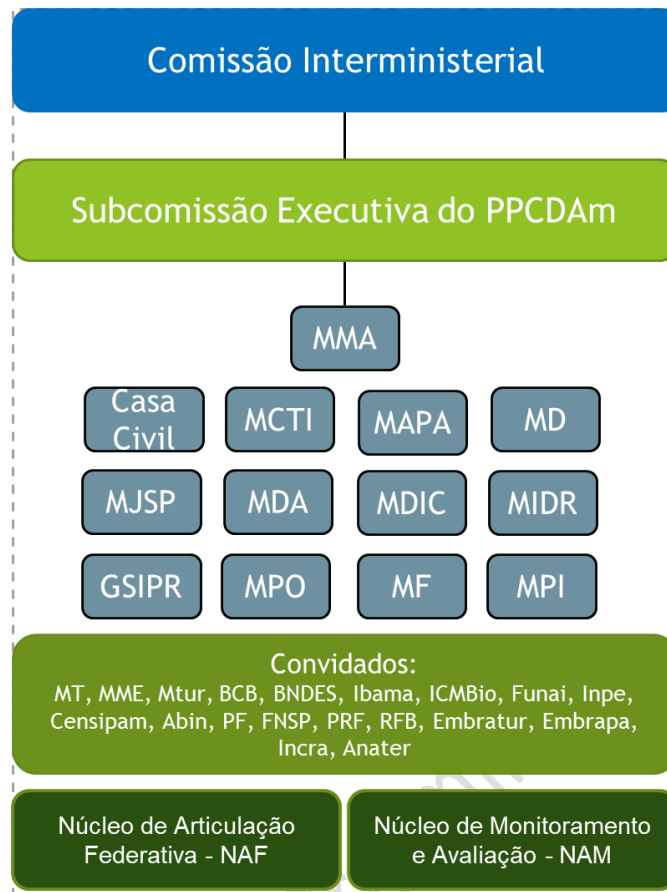 Comissão Interministerial
Subcomissão Executiva do PPCDAm
MMA
Casa
Civil
MCTI
MAPA
MD
MJSP
MDA
MDIC
MIDR
GSIPR
MPO
MF
MPI
Convidados:
MT, MME, Mtur, BCB, BNDES, Ibama, ICMBio, Funai, Inpe,
Censipam, Abin, PF, FNSP, PRF, RFB, Embratur, Embrapa,
Incra, Anater
Núcleo de Articulação
Federativa - NAF
Núcleo de Monitoramento
e Avaliação - NAM